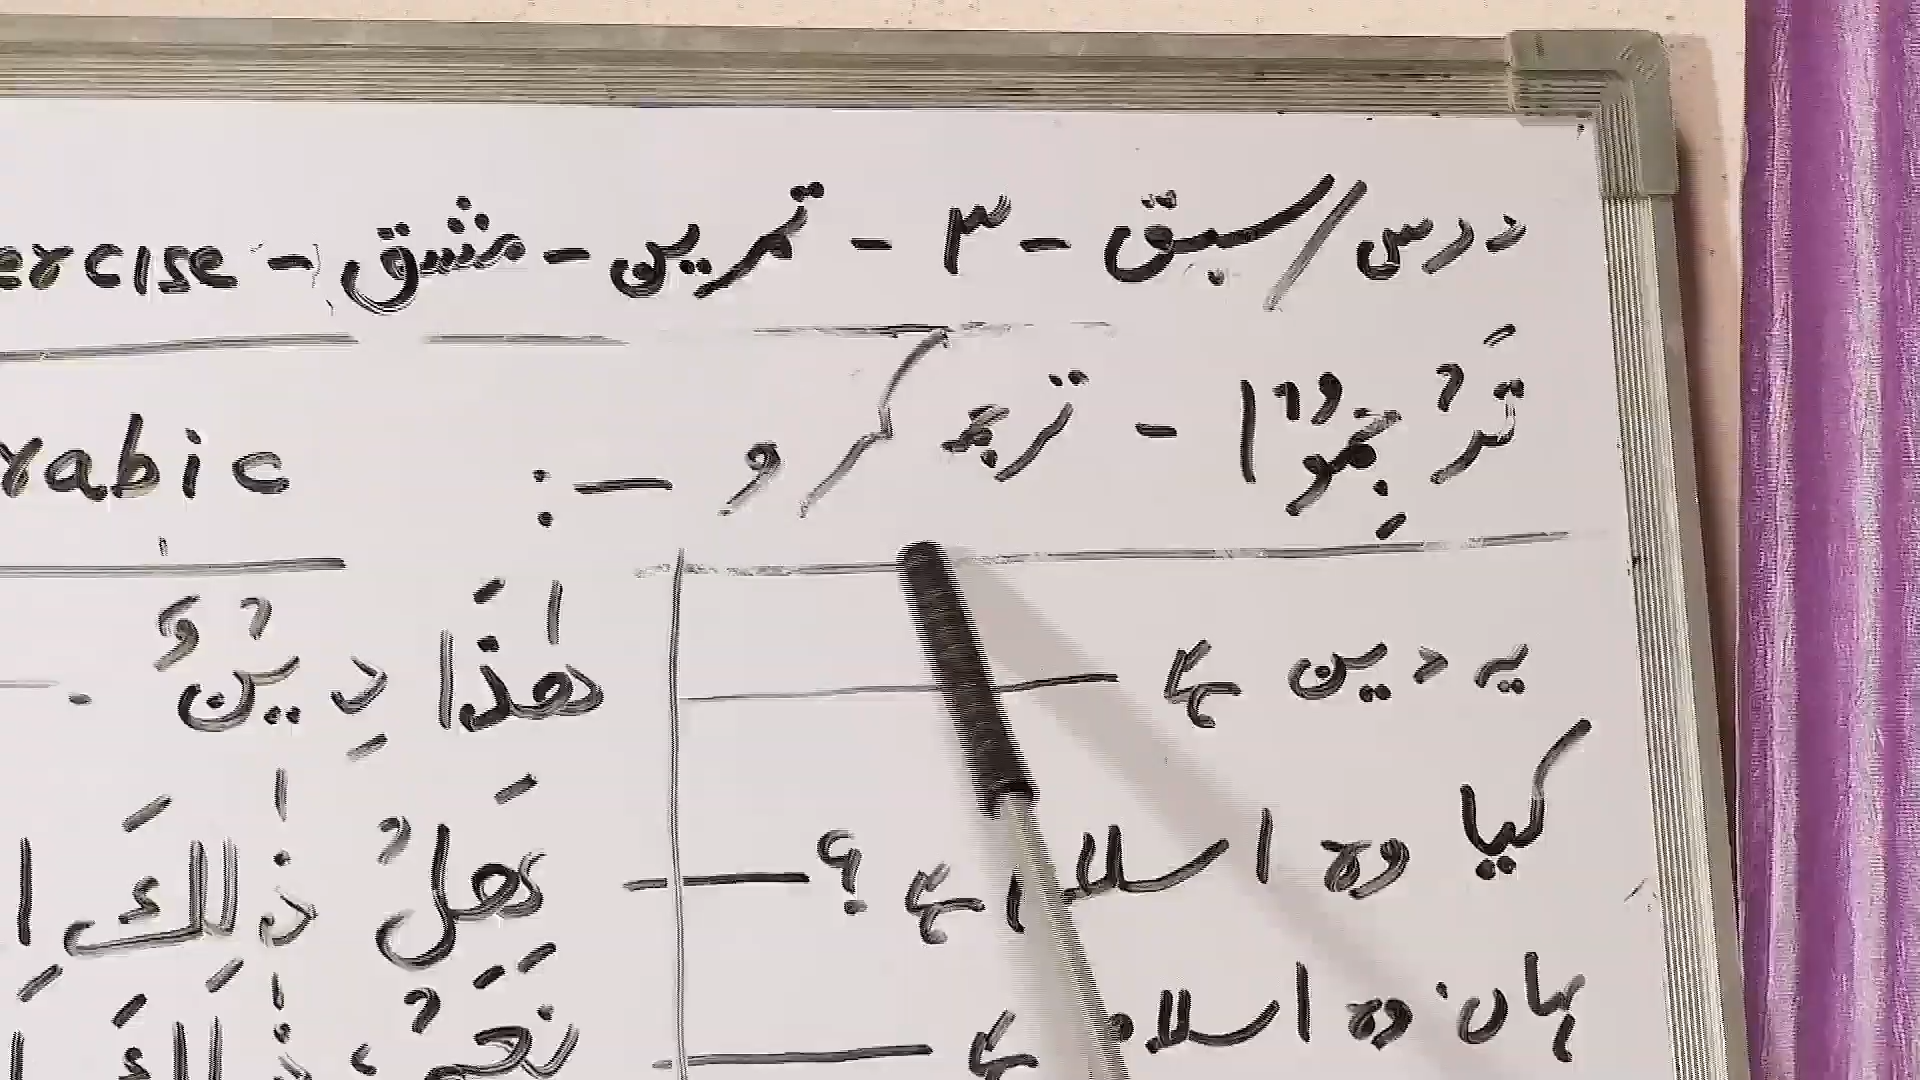 درس/سبق - ٣ - تمرین - مشق - ercise
تَرْجِمُوْا - ترجمہ کرو —: rabic
یہ دین ہے — هٰذَا دِيْنٌ -
کیا وہ اسلام ہے؟ — هَلْ ذٰلِكَ اِ
ہاں وہ اسلام ہے — نَعَمْ، ذٰلِكَ اِ